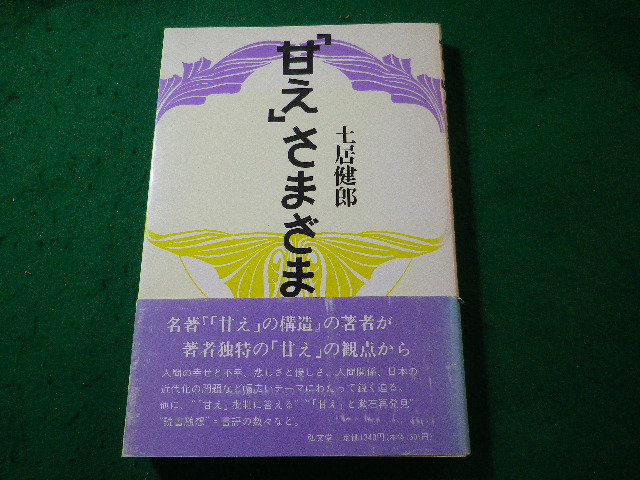 「甘え」さまざま
土居健郎
名著『「甘え」の構造』の著者が
著者独特の「甘え」の観点から
人間の幸せと不幸、悲しさと優しさ、人間関係、日本の
近代化の問題など幅広いテーマにわたって鋭く迫る。
他に、“「甘え」批判に答える”“「甘え」と漱石再発見”
“読書随想”＝書評の数々など。
弘文堂